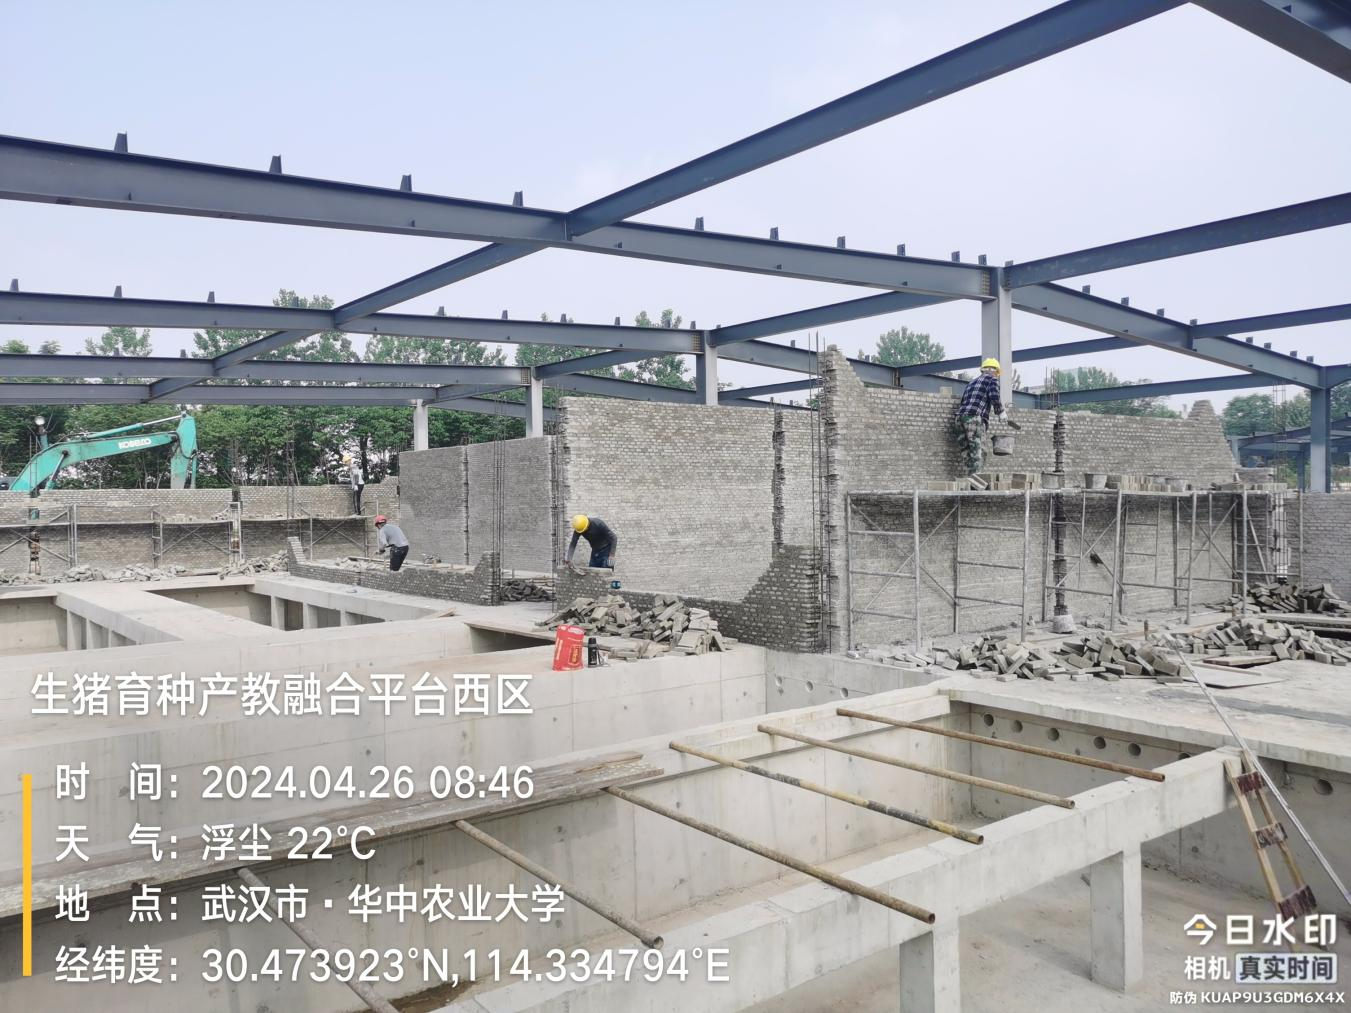 KOBELCO
生猪育种产教融合平台西区
时 间：2024.04.26 08:46
天 气：浮尘 22℃
地 点：武汉市·华中农业大学
经纬度：30.473923°N,114.334794°E
今日水印
相机 真实时间
防伪 KUAP9U3GDM6X4X